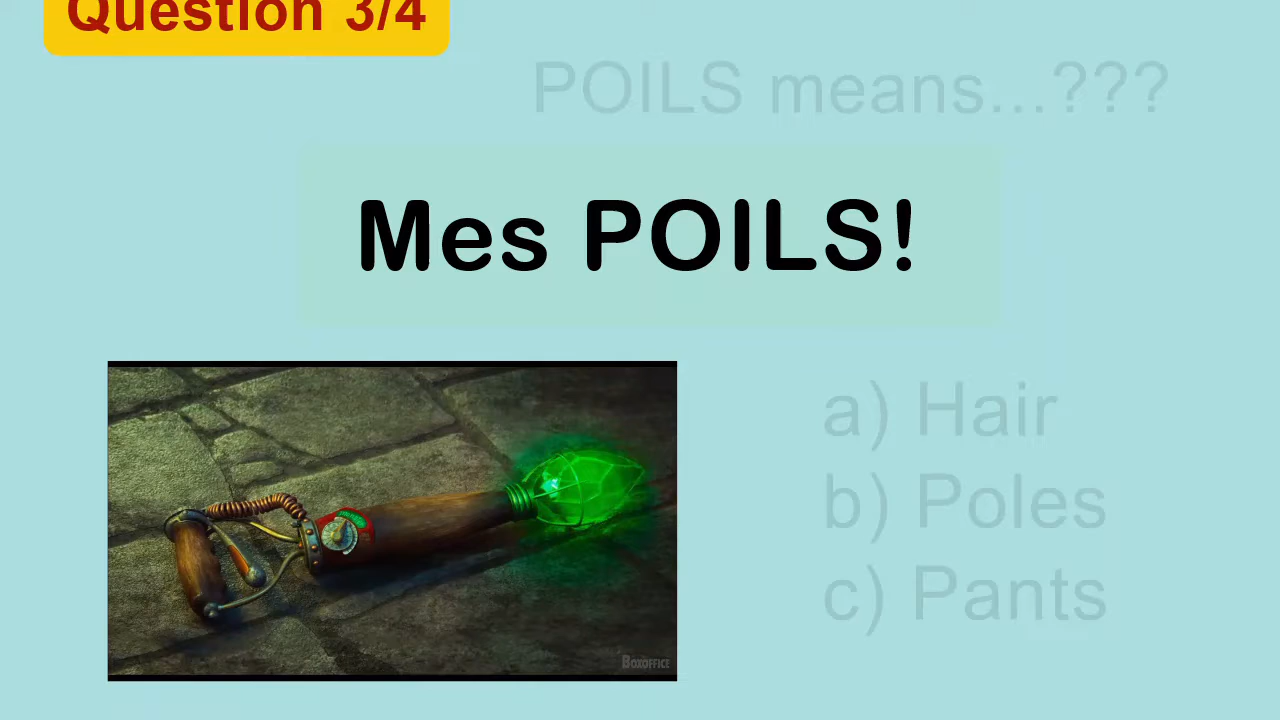 Question 3/4
POILS means...???
Mes POILS!
a) Hair
b) Poles
c) Pants
BOXOFFICE